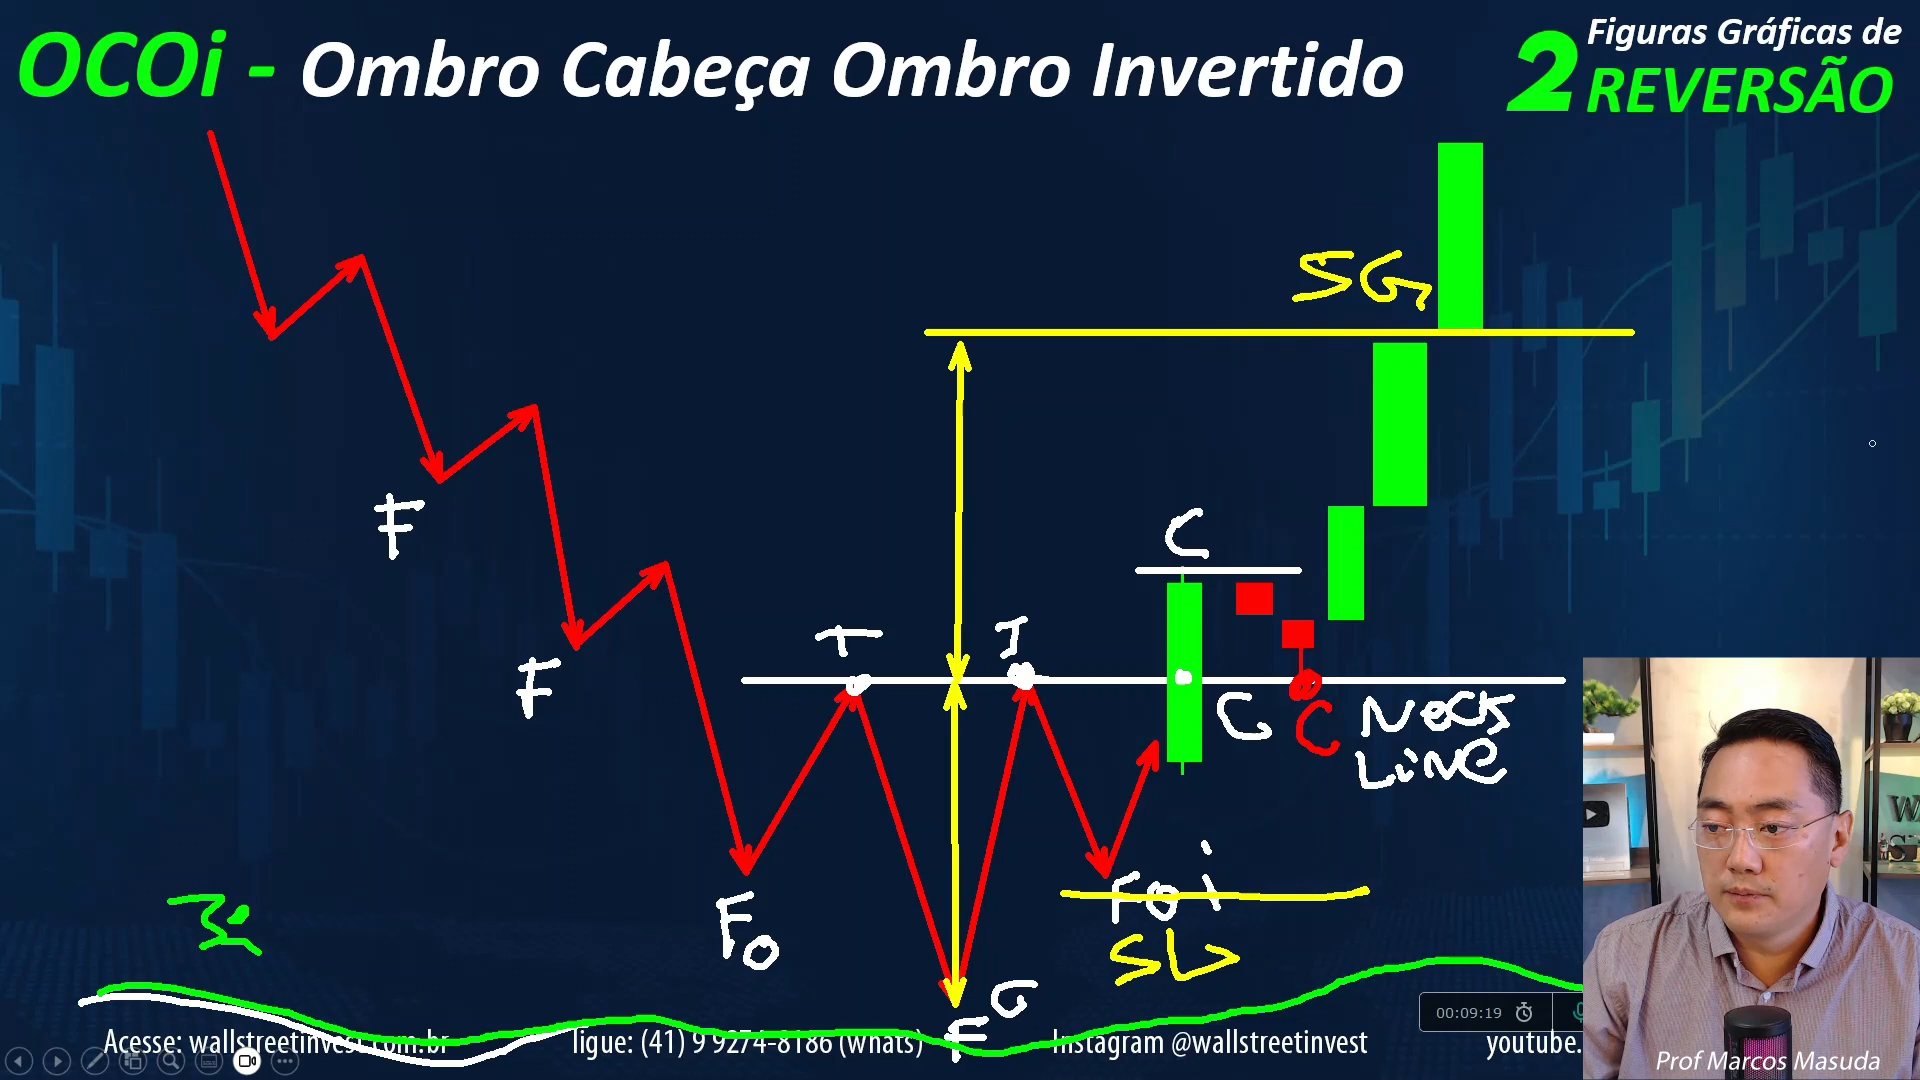 OCOi - Ombro Cabeça Ombro Invertido
2 Figuras Gráficas de
REVERSÃO
SG
F
C
T
T
F
C
C
Neck
Line
FO
FOi
SL
FC
00:09:19
Acesse: wallstreetinvest.com.br
ligue: (41) 9 9274-8186 (whats)
Instagram @wallstreetinvest
youtube.
Prof Marcos Masuda